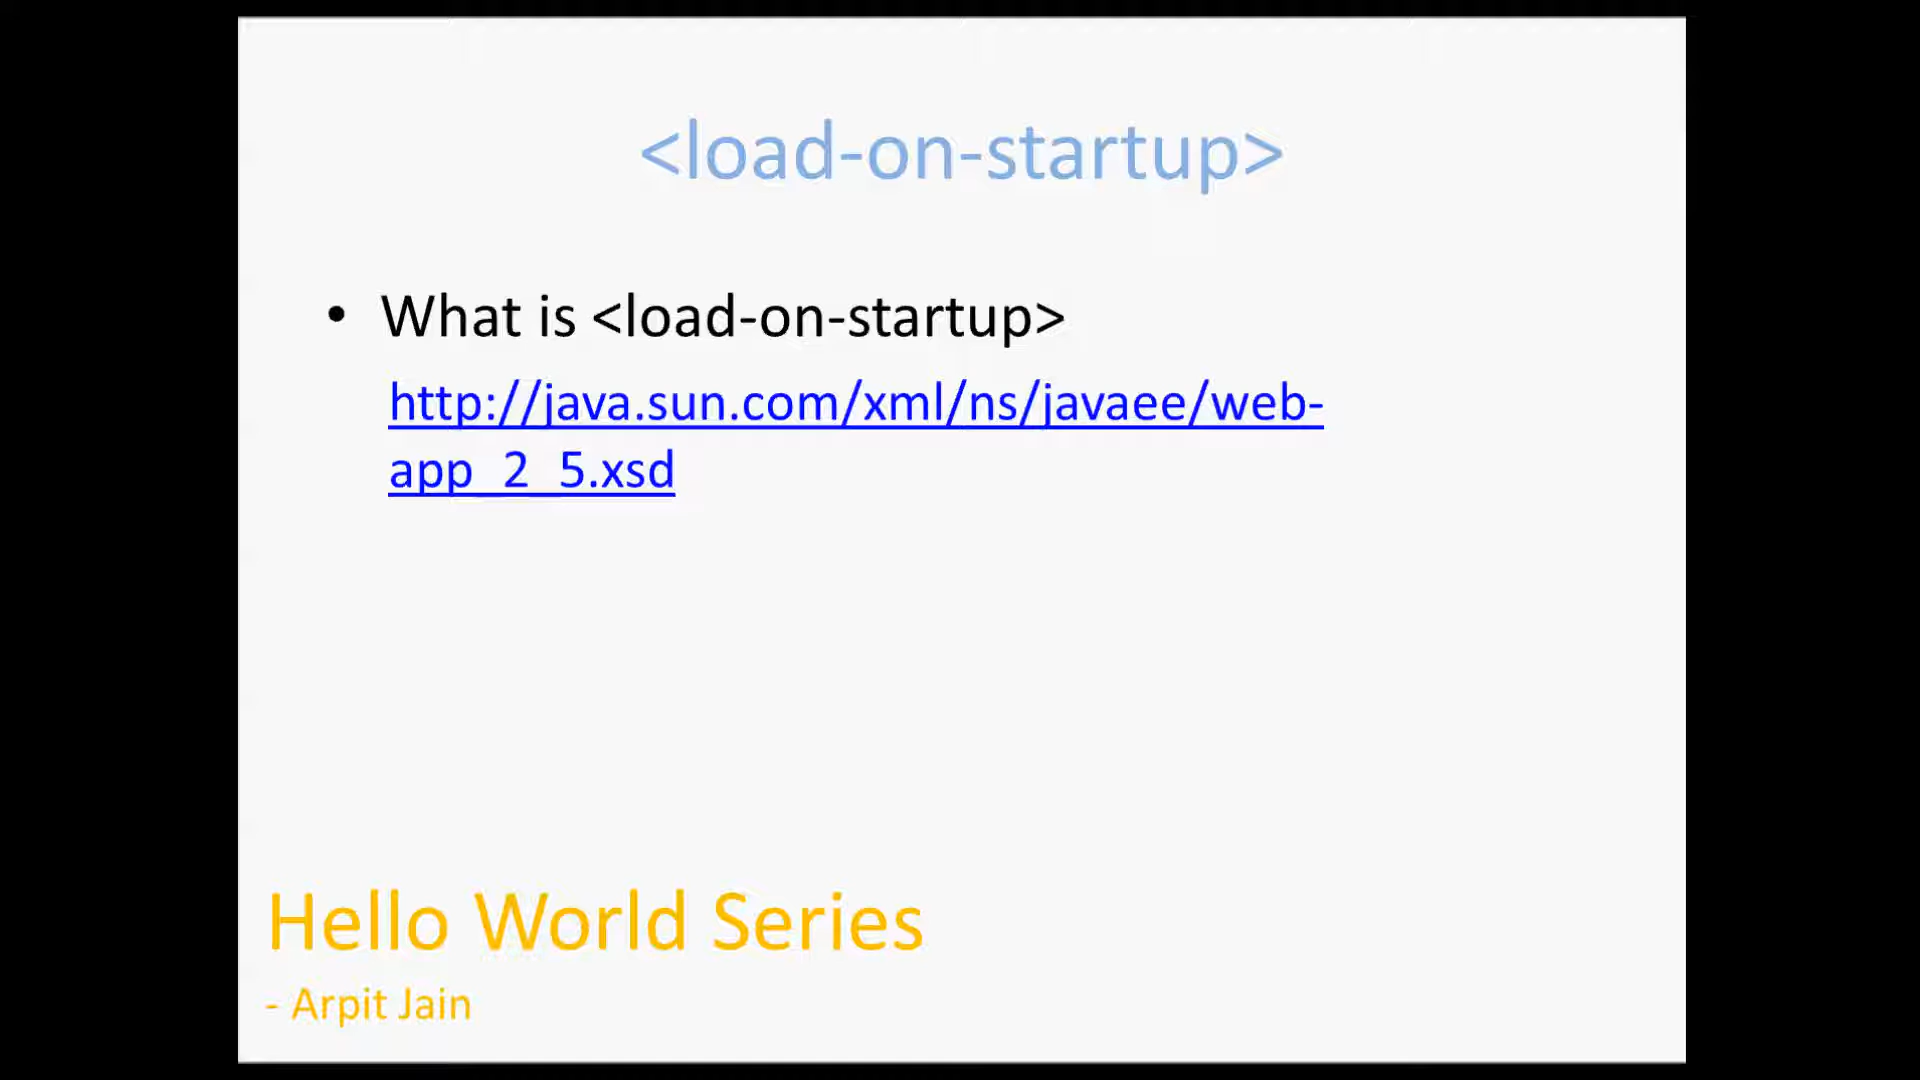 <load-on-startup>
• What is <load-on-startup>
http://java.sun.com/xml/ns/javaee/web-
app_2_5.xsd
Hello World Series
- Arpit Jain